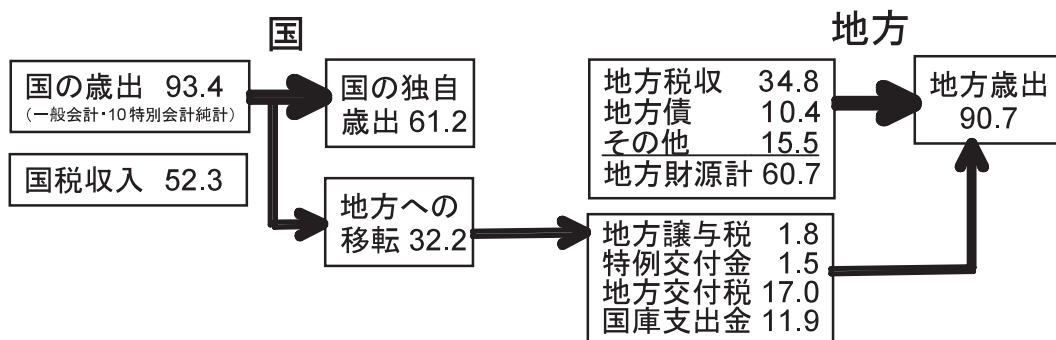 国
地方
国の歳出 93.4
(一般会計・10特別会計純計)
国税収入 52.3
国の独自
歳出 61.2
地方への
移転 32.2
地方税収 34.8
地方債 10.4
その他 15.5
地方財源計 60.7
地方譲与税 1.8
特例交付金 1.5
地方交付税 17.0
国庫支出金 11.9
地方歳出
90.7